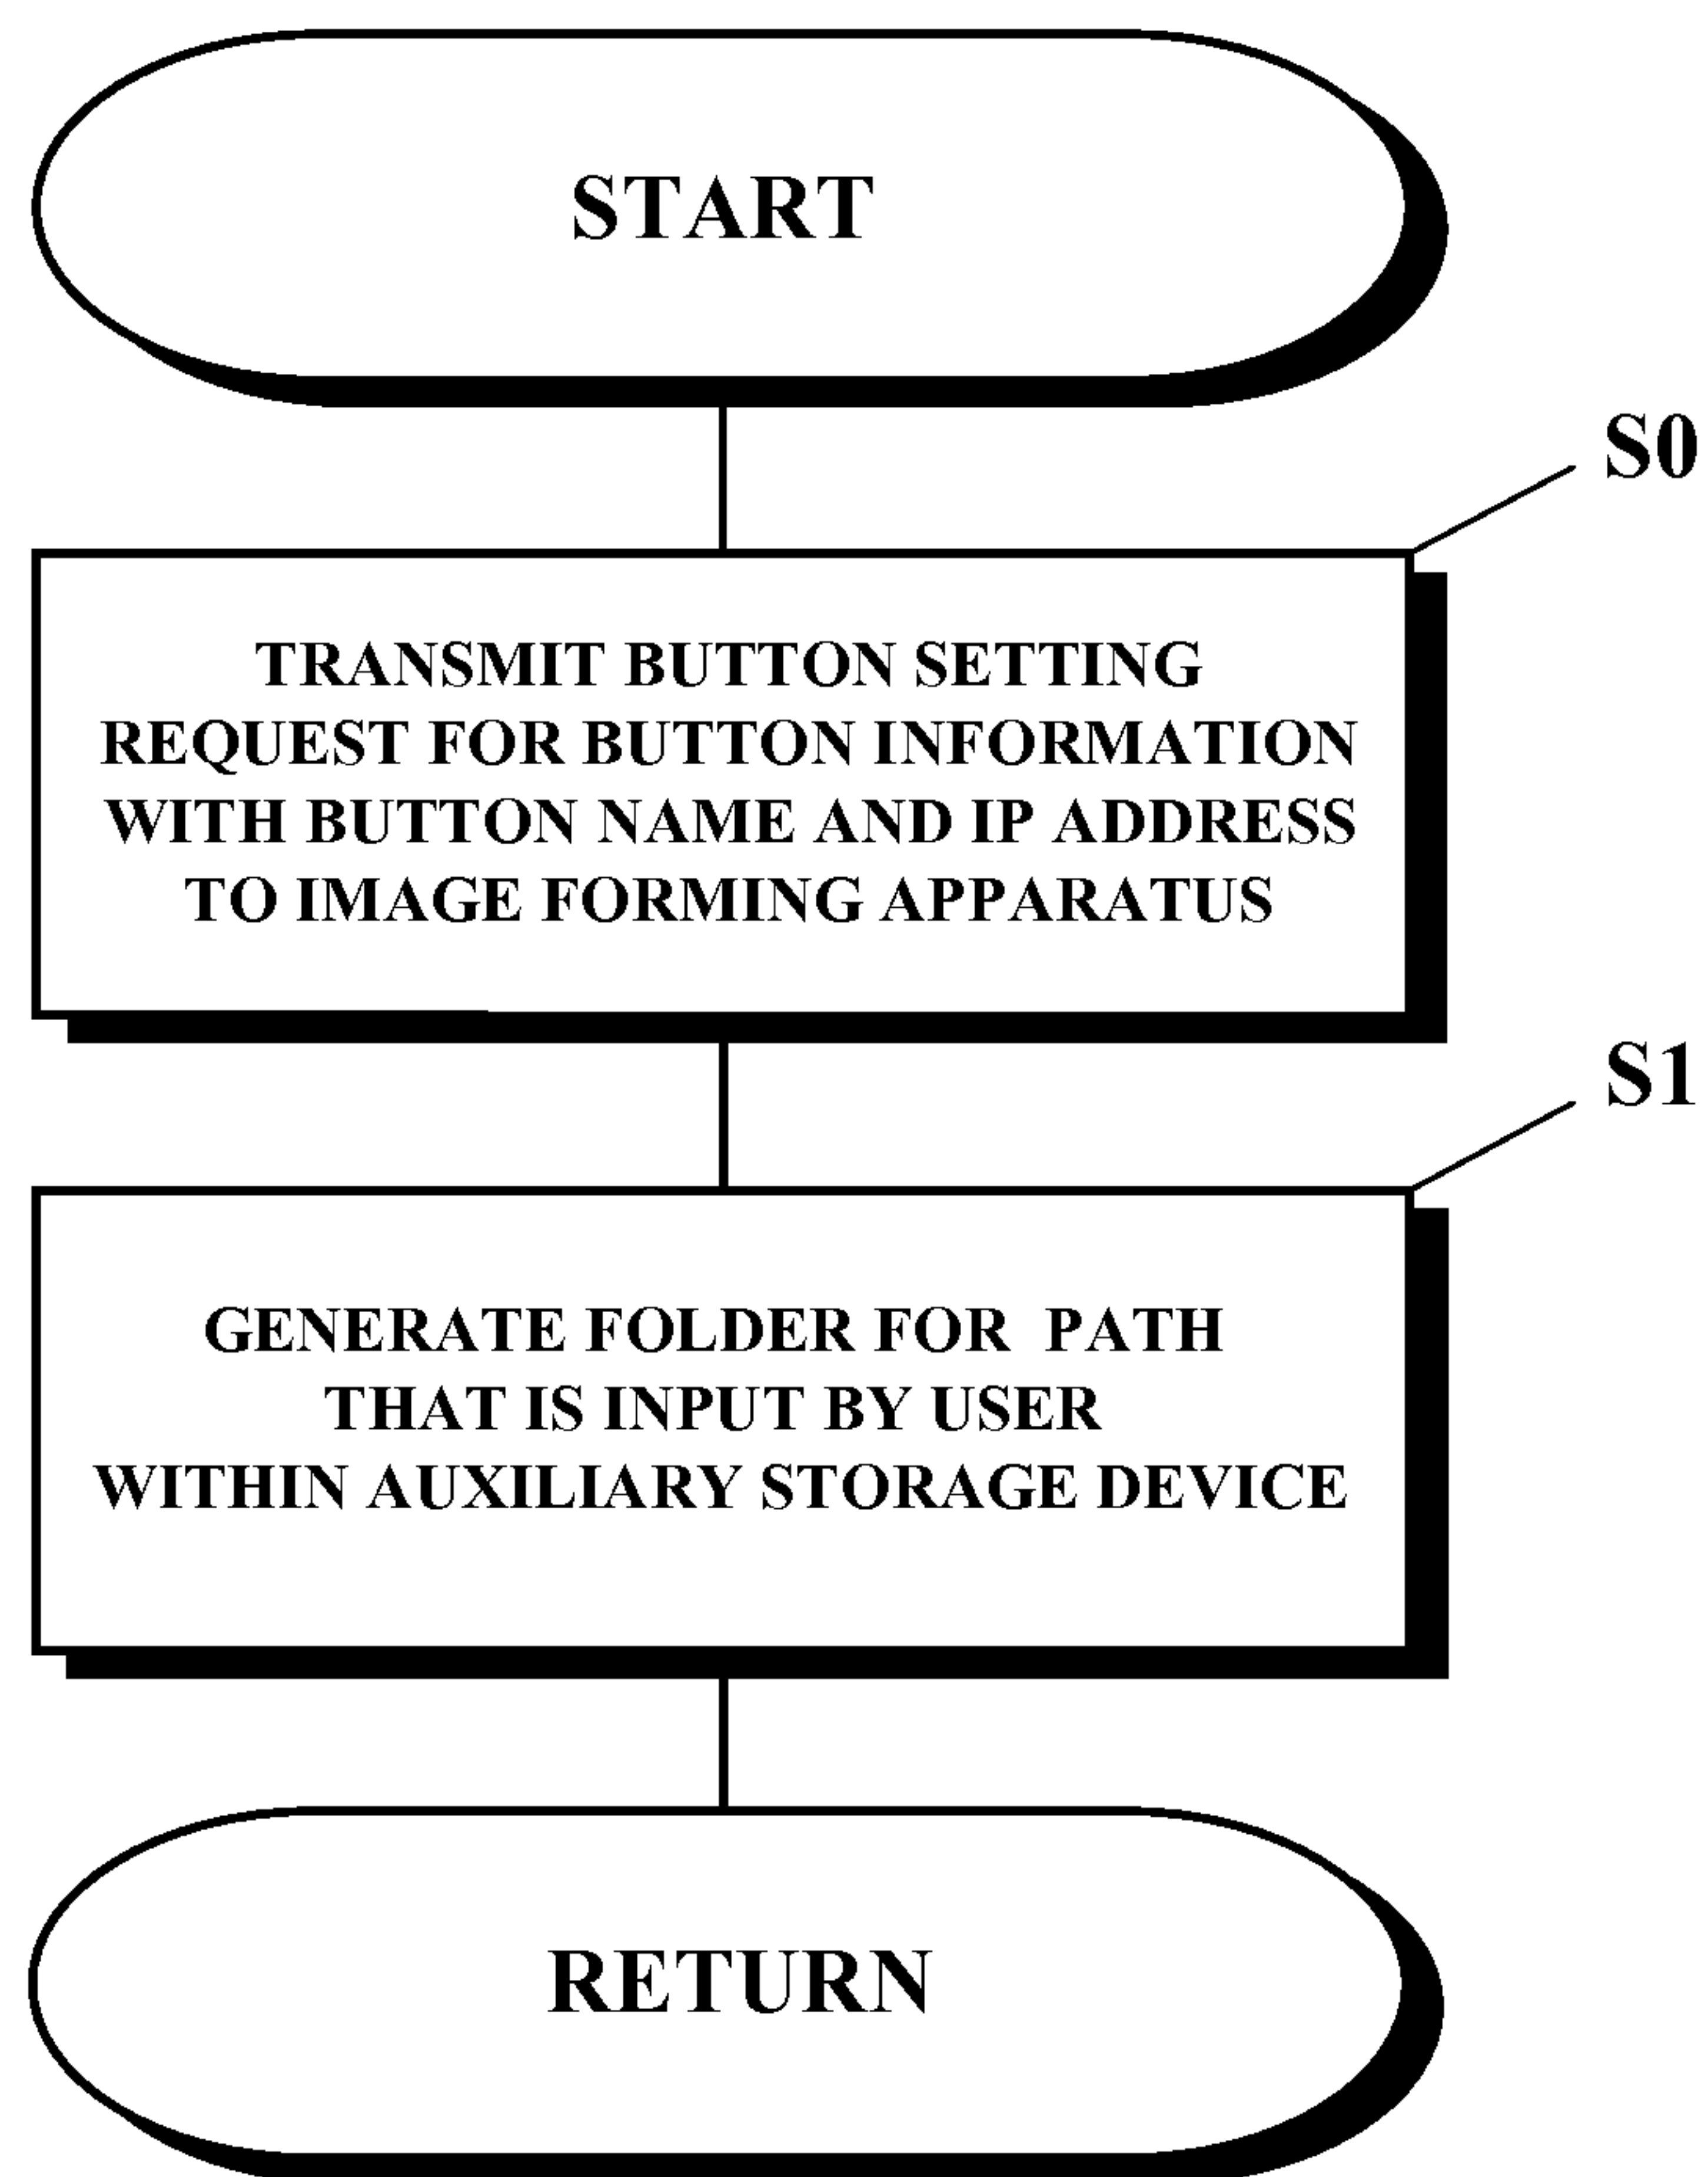 START
S0
TRANSMIT BUTTON SETTING
REQUEST FOR BUTTON INFORMATION
WITH BUTTON NAME AND IP ADDRESS
TO IMAGE FORMING APPARATUS
S1
GENERATE FOLDER FOR PATH
THAT IS INPUT BY USER
WITHIN AUXILIARY STORAGE DEVICE
RETURN